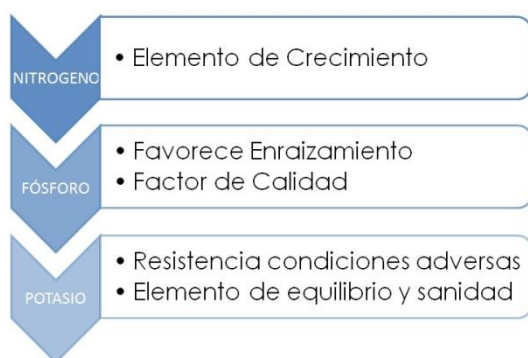 NITROGENO
• Elemento de Crecimiento
FÓSFORO
• Favorece Enraizamiento
• Factor de Calidad
POTASIO
• Resistencia condiciones adversas
• Elemento de equilibrio y sanidad